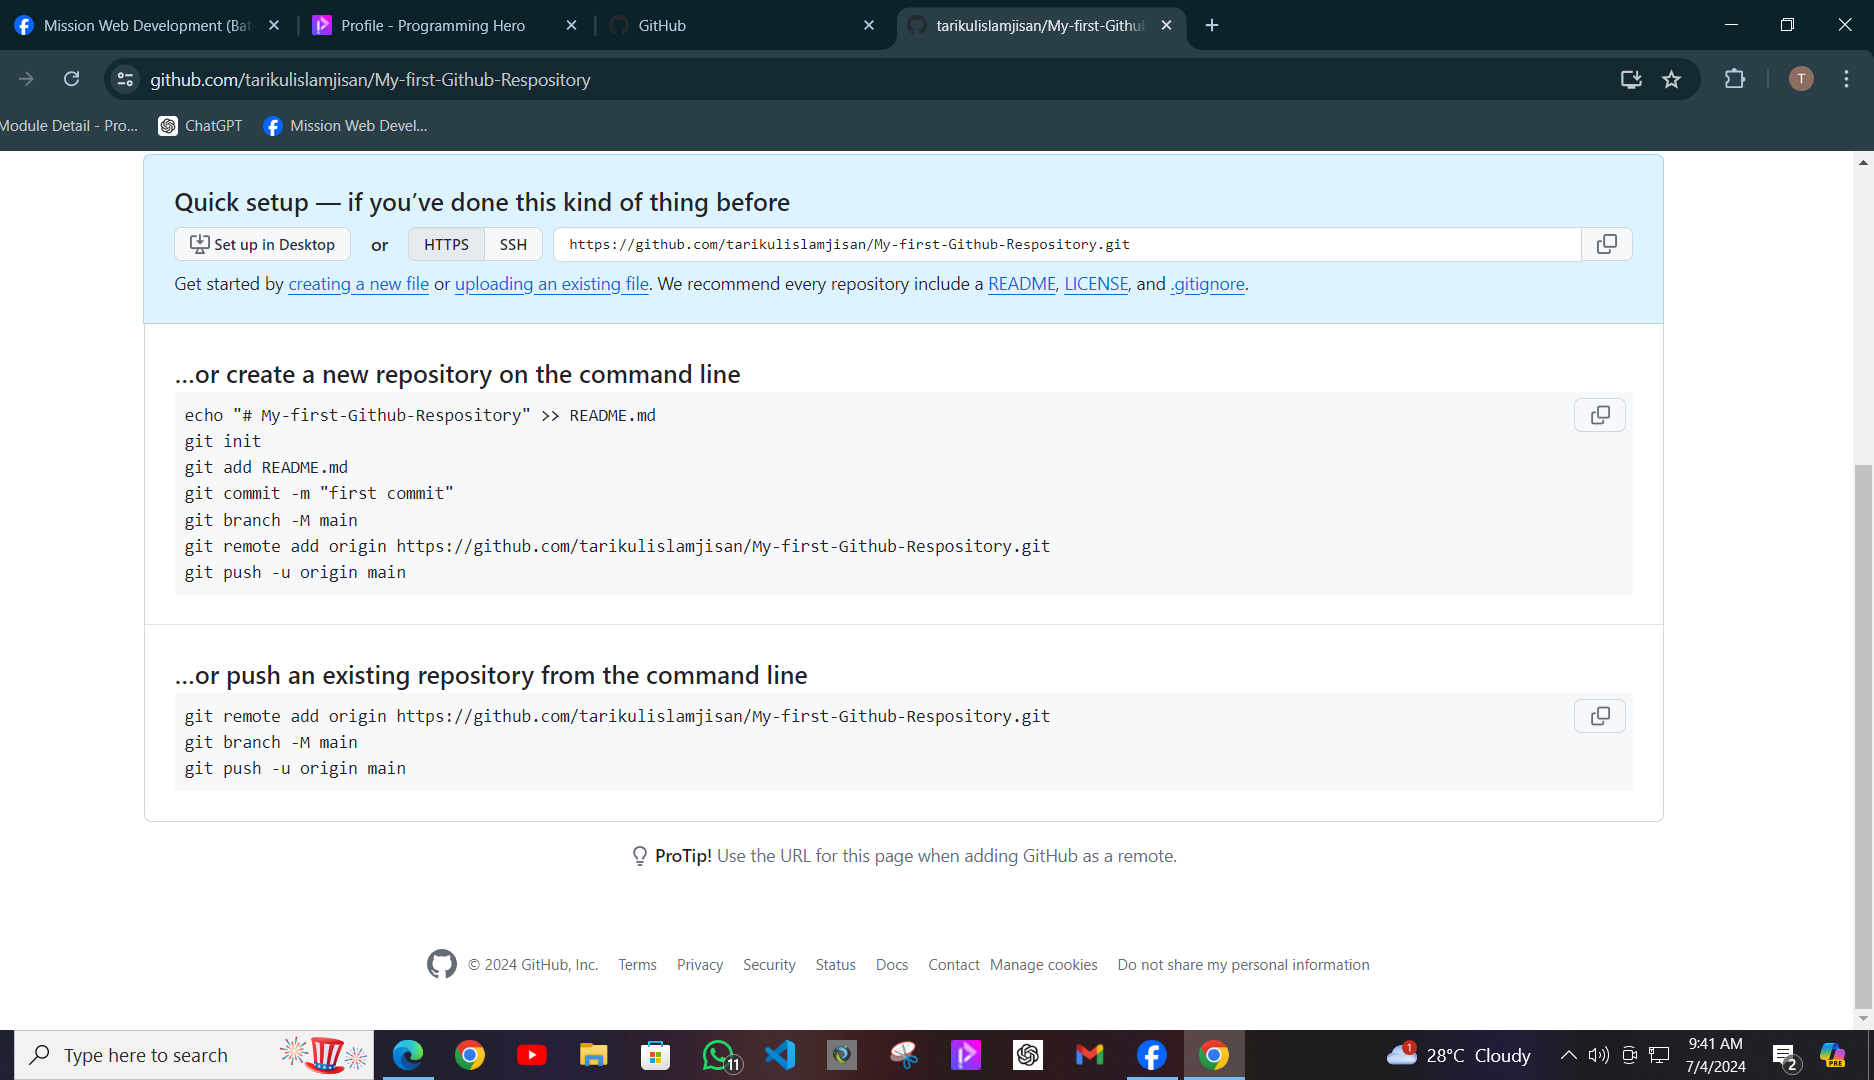 Mission Web Development (Bat
Profile - Programming Hero
GitHub
tarikulislamjisan/My-first-Githu
github.com/tarikulislamjisan/My-first-Github-Respository
T
Module Detail - Pro...
ChatGPT
Mission Web Devel...
Quick setup — if you’ve done this kind of thing before
Set up in Desktop
or
HTTPS
SSH
https://github.com/tarikulislamjisan/My-first-Github-Respository.git
Get started by creating a new file or uploading an existing file. We recommend every repository include a README, LICENSE, and .gitignore.
…or create a new repository on the command line
echo "# My-first-Github-Respository" >> README.md
git init
git add README.md
git commit -m "first commit"
git branch -M main
git remote add origin https://github.com/tarikulislamjisan/My-first-Github-Respository.git
git push -u origin main
…or push an existing repository from the command line
git remote add origin https://github.com/tarikulislamjisan/My-first-Github-Respository.git
git branch -M main
git push -u origin main
ProTip! Use the URL for this page when adding GitHub as a remote.
© 2024 GitHub, Inc.
Terms
Privacy
Security
Status
Docs
Contact
Manage cookies
Do not share my personal information
Type here to search
11
1
28°C Cloudy
9:41 AM
7/4/2024
2
PRE